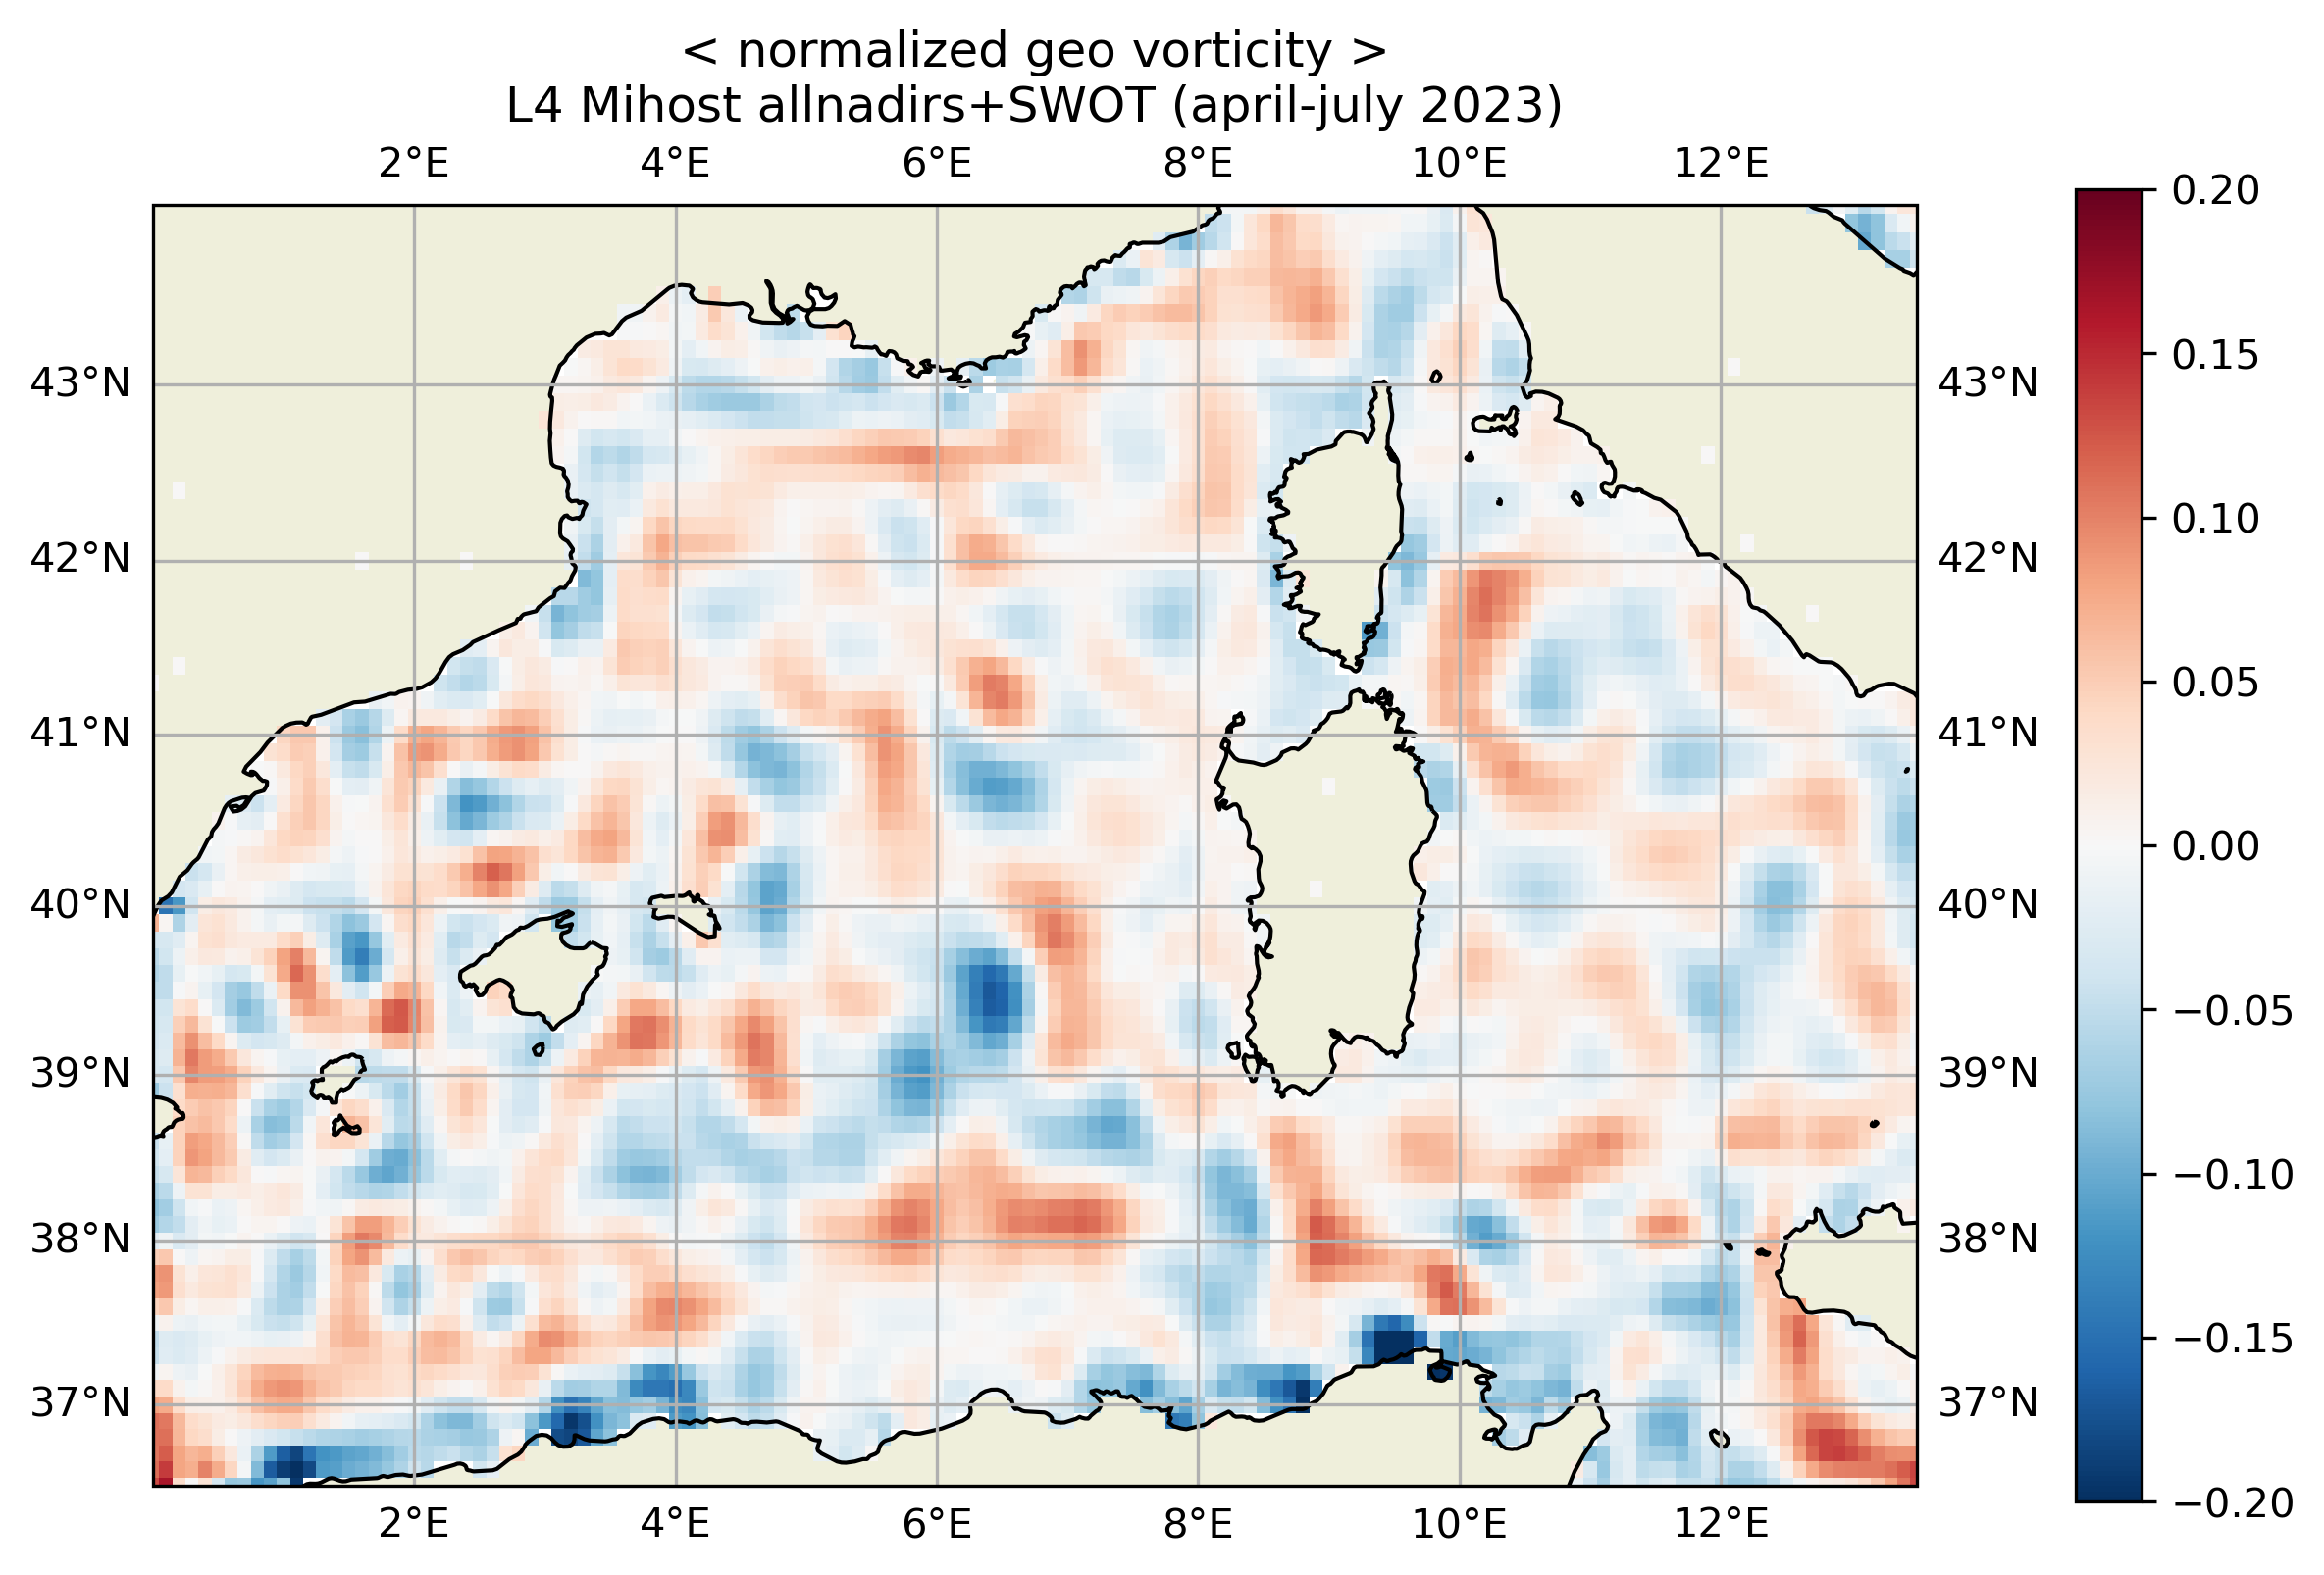 < normalized geo vorticity >
L4 Mihost allnadirs+SWOT (april-july 2023)
2°E 4°E 6°E 8°E 10°E 12°E
0.20
0.15
43°N 43°N
0.10
42°N 42°N
0.05
41°N 41°N
0.00
40°N 40°N
−0.05
39°N 39°N
−0.10
38°N 38°N
−0.15
37°N 37°N
−0.20
2°E 4°E 6°E 8°E 10°E 12°E